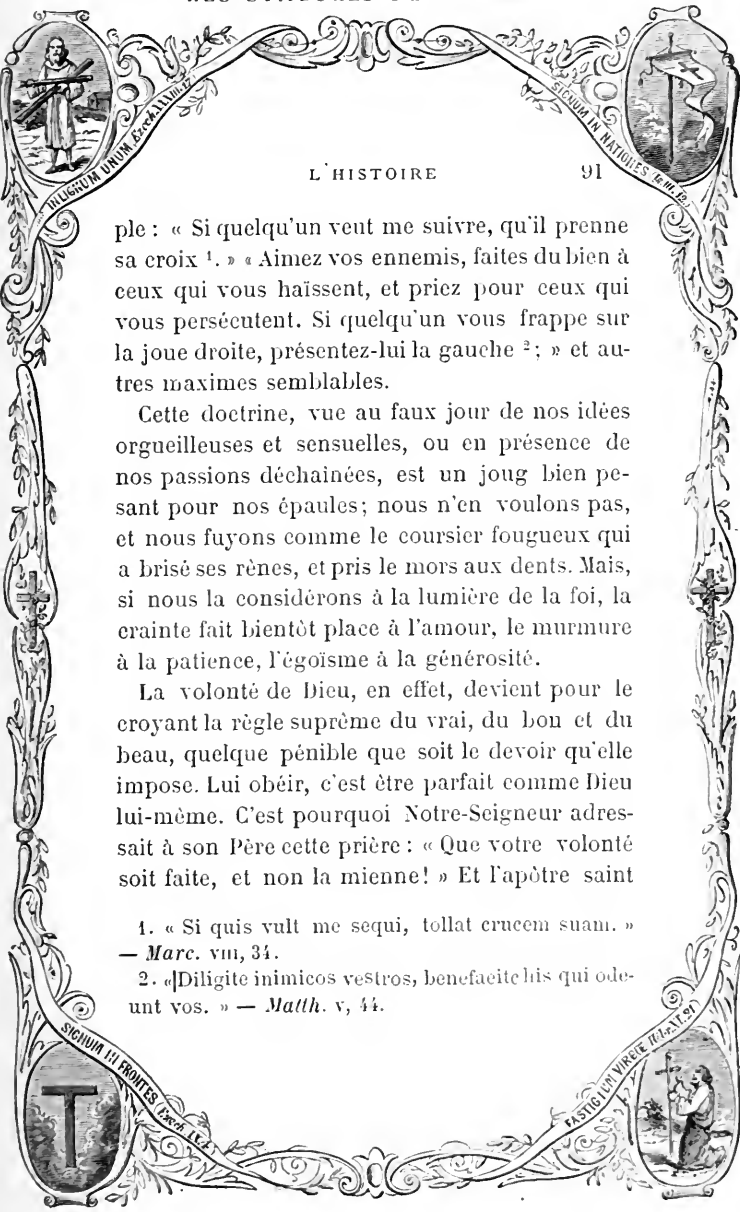 L'HISTOIRE 91
IN LIGNUM UNUM
SIGNUM IN NATIONES
ple : « Si quelqu'un veut me suivre, qu'il prenne
sa croix ¹. » « Aimez vos ennemis, faites du bien à
ceux qui vous haïssent, et priez pour ceux qui
vous persécutent. Si quelqu'un vous frappe sur
la joue droite, présentez-lui la gauche ² ; » et au-
tres maximes semblables.
Cette doctrine, vue au faux jour de nos idées
orgueilleuses et sensuelles, ou en présence de
nos passions déchaînées, est un joug bien pe-
sant pour nos épaules; nous n'en voulons pas,
et nous fuyons comme le coursier fougueux qui
a brisé ses rênes, et pris le mors aux dents. Mais,
si nous la considérons à la lumière de la foi, la
crainte fait bientôt place à l'amour, le murmure
à la patience, l'égoïsme à la générosité.
La volonté de Dieu, en effet, devient pour le
croyant la règle suprême du vrai, du bon et du
beau, quelque pénible que soit le devoir qu'elle
impose. Lui obéir, c'est être parfait comme Dieu
lui-même. C'est pourquoi Notre-Seigneur adres-
sait à son Père cette prière : « Que votre volonté
soit faite, et non la mienne! » Et l'apôtre saint
1. « Si quis vult me sequi, tollat crucem suam. »
— Marc. VIII, 34.
2. « Diligite inimicos vestros, benefacite his qui ode-
unt vos. » — Matth. V, 44.
SIGNUM IN FRONTES
FASTIGIUM VIRGÆ